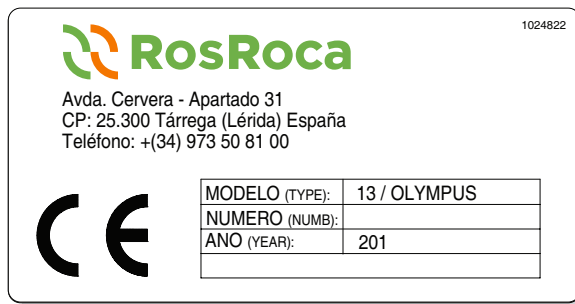 1024822
RosRoca
Avda. Cervera - Apartado 31
CP: 25.300 Tárrega (Lérida) España
Teléfono: +(34) 973 50 81 00
CE
MODELO (TYPE): 13 / OLYMPUS
NUMERO (NUMB):
ANO (YEAR): 201